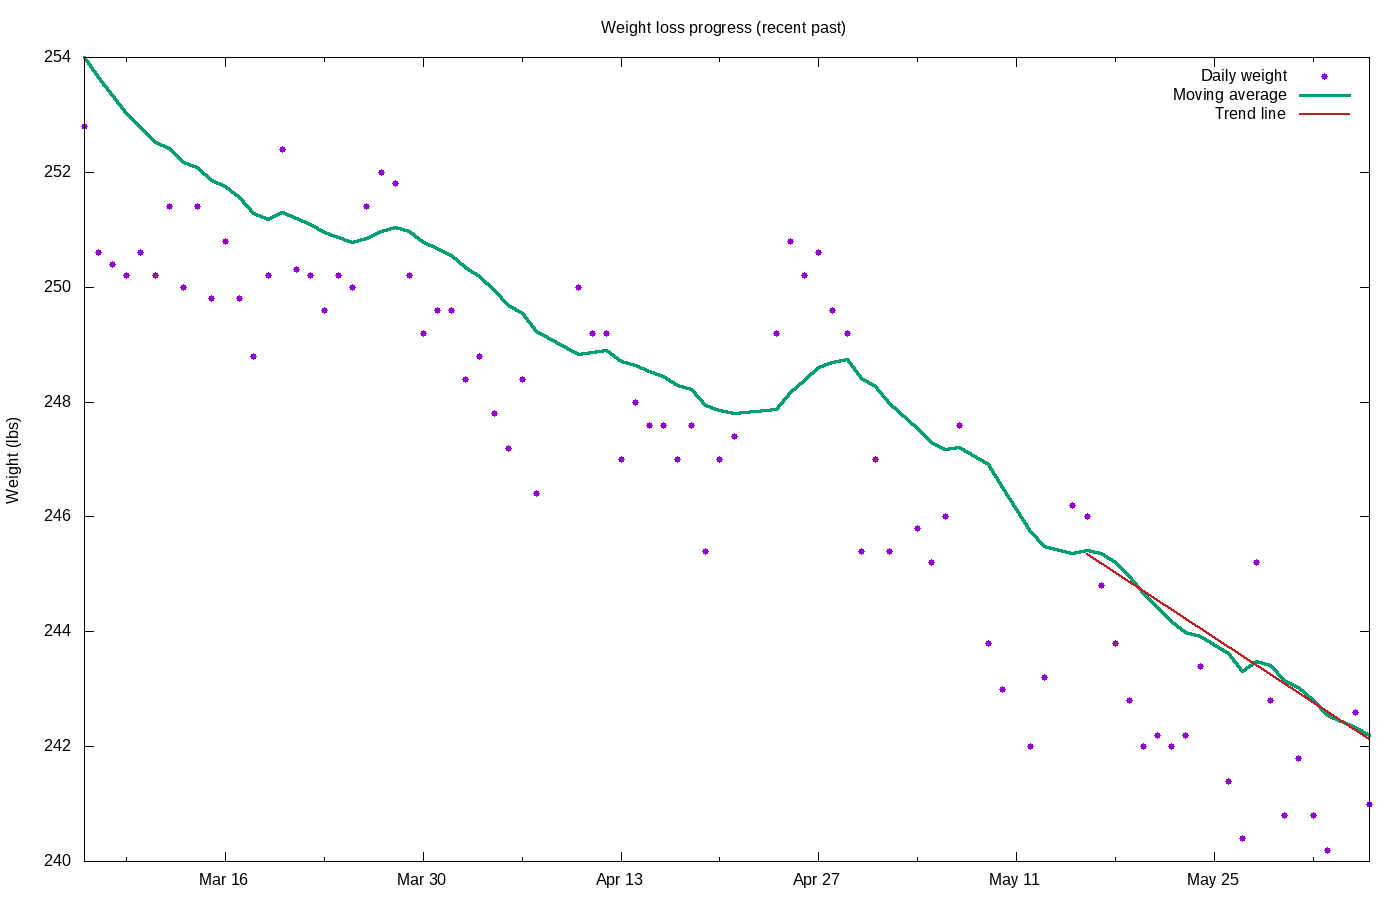 Weight loss progress (recent past)
254
252
250
248
246
244
242
240
Weight (lbs)
Daily weight
Moving average
Trend line
Mar 16
Mar 30
Apr 13
Apr 27
May 11
May 25